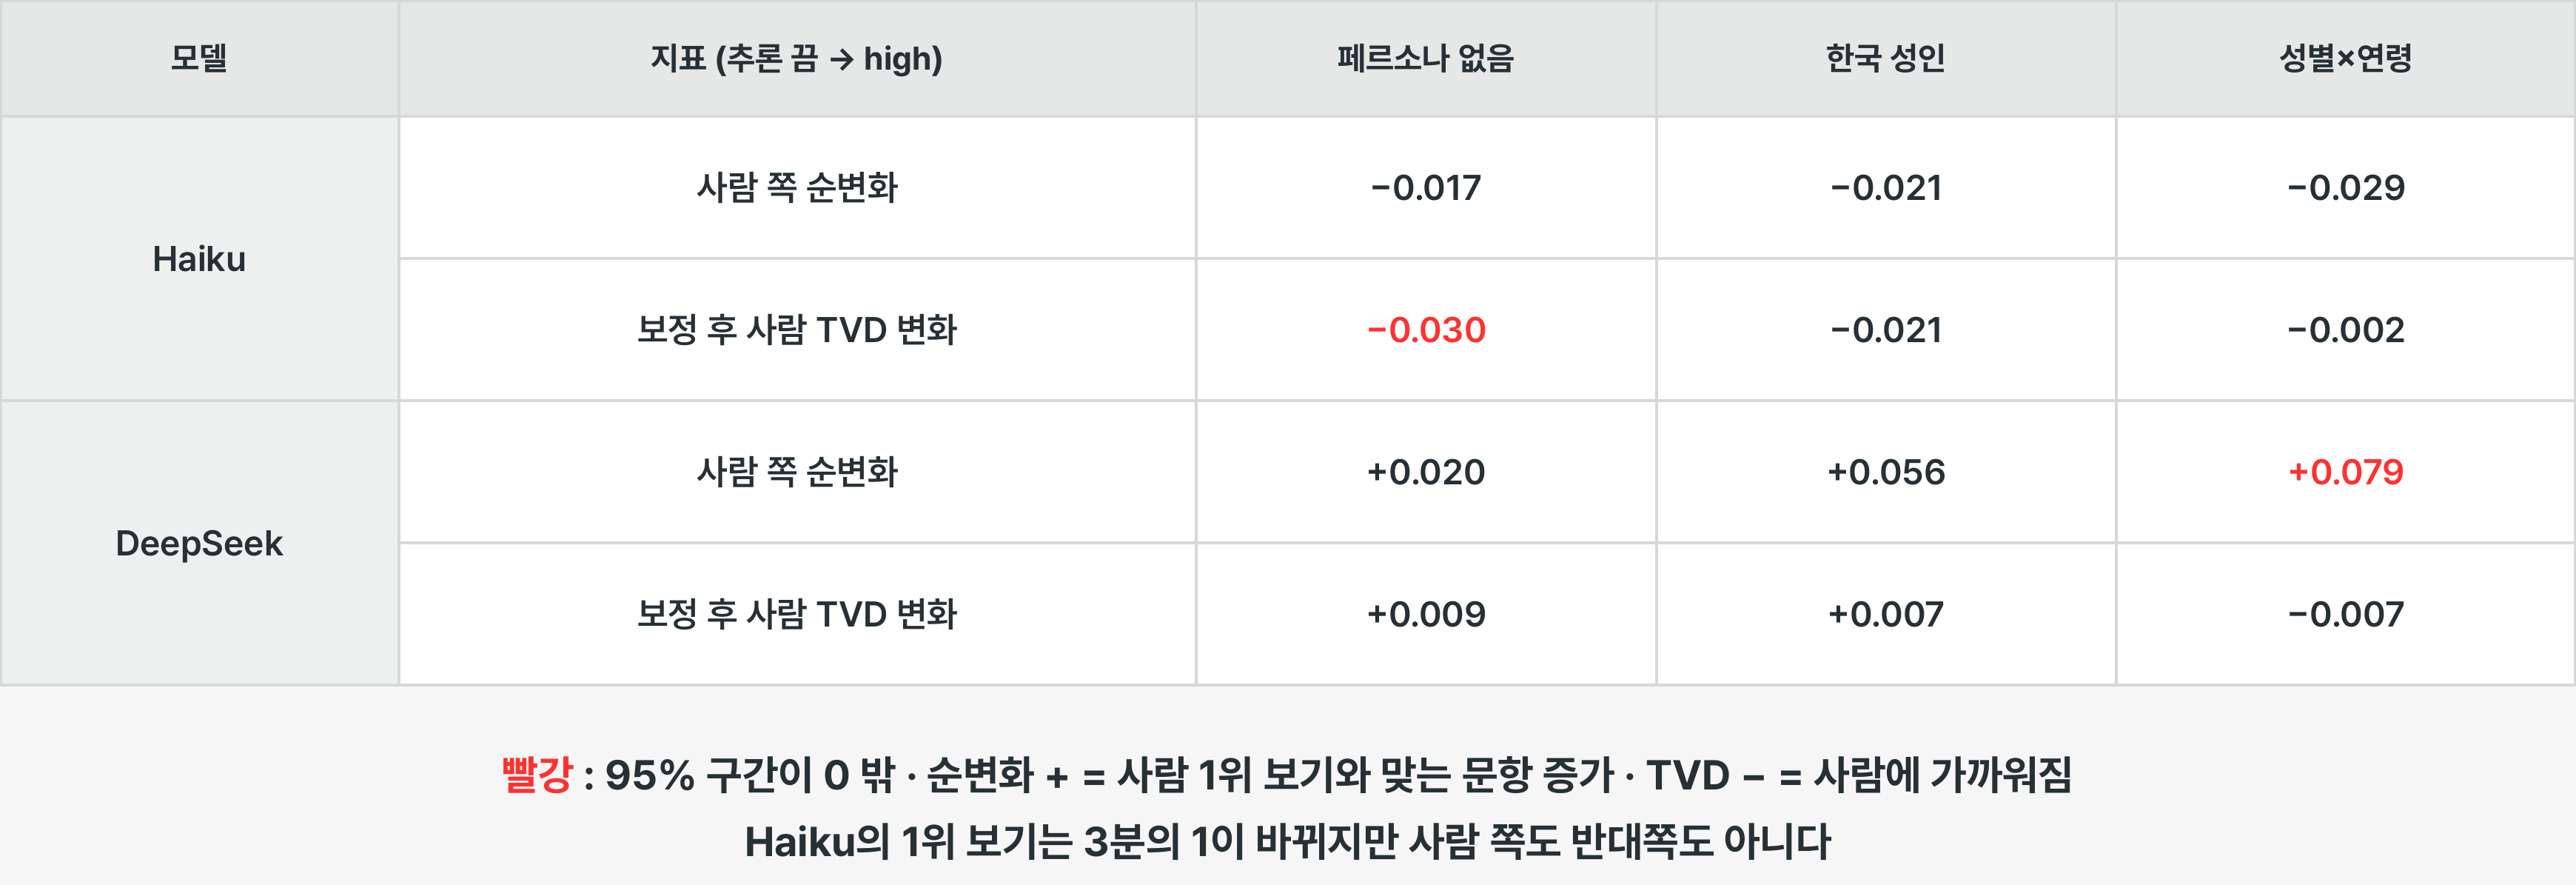 모델 지표 (추론 끔 → high) 페르소나 없음 한국 성인 성별×연령
Haiku
사람 쪽 순변화 −0.017 −0.021 −0.029
보정 후 사람 TVD 변화 −0.030 −0.021 −0.002
DeepSeek
사람 쪽 순변화 +0.020 +0.056 +0.079
보정 후 사람 TVD 변화 +0.009 +0.007 −0.007
빨강 : 95% 구간이 0 밖 · 순변화 + = 사람 1위 보기와 맞는 문항 증가 · TVD − = 사람에 가까워짐
Haiku의 1위 보기는 3분의 1이 바뀌지만 사람 쪽도 반대쪽도 아니다